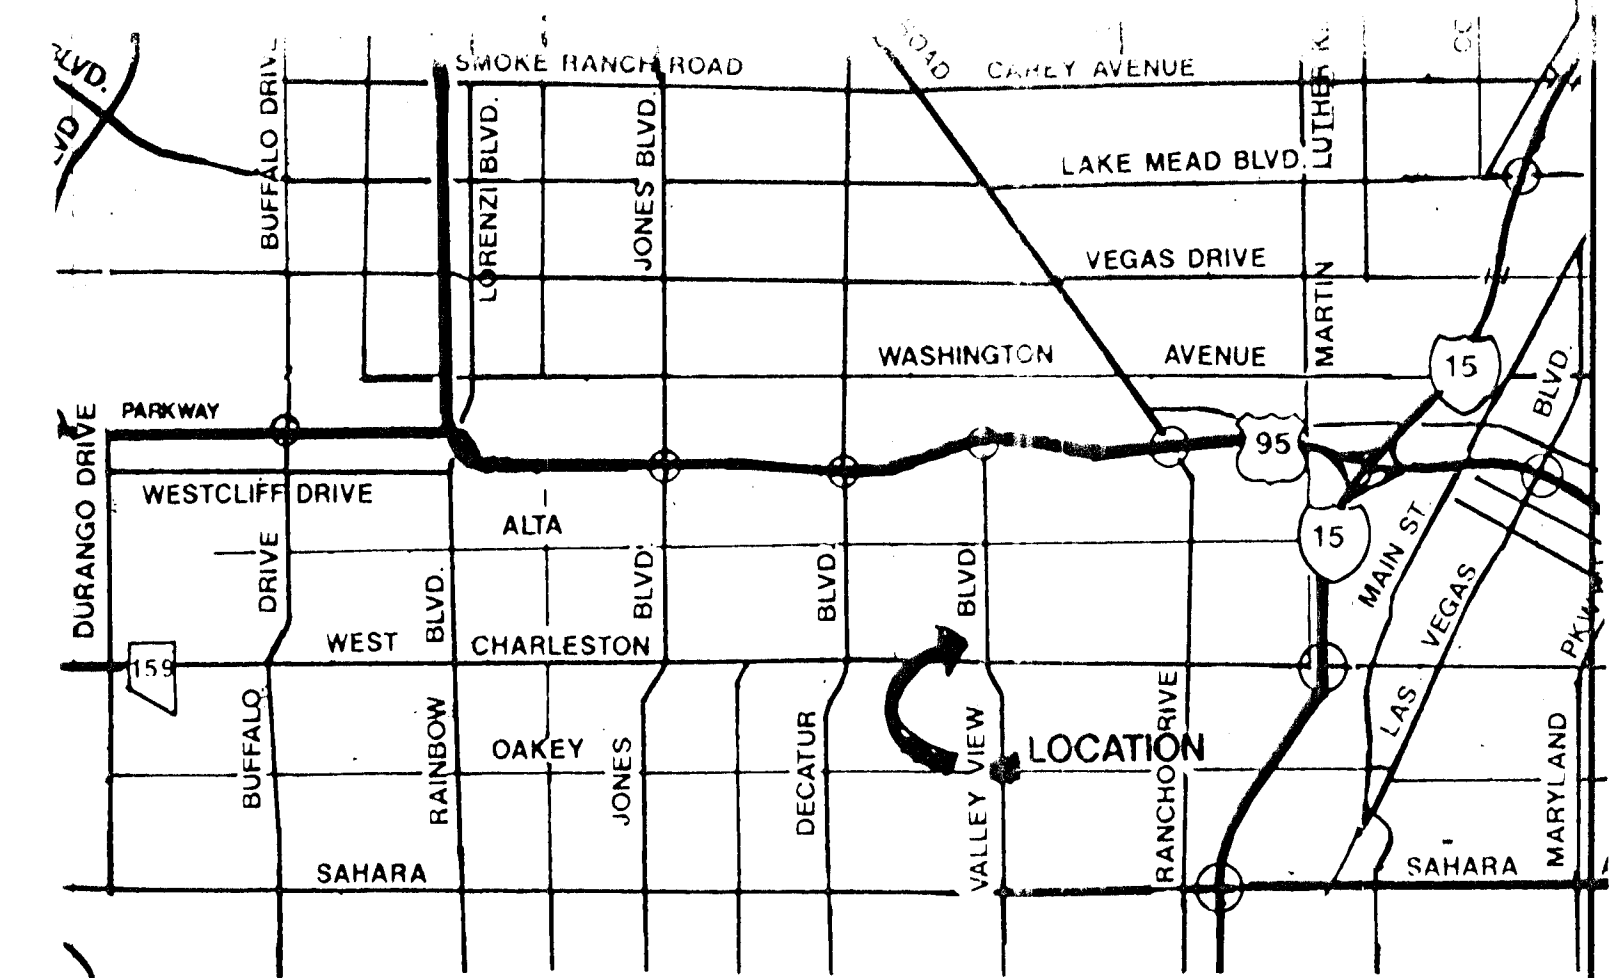 BLVD.
SMOKE RANCH ROAD
ROAD
CAREY AVENUE
BUFFALO DRIVE
LORENZI BLVD.
JONES BLVD.
LUTHER K.
LAKE MEAD BLVD.
VEGAS DRIVE
MARTIN
WASHINGTON AVENUE
15
BLVD.
PARKWAY
95
DURANGO DRIVE
WESTCLIFF DRIVE
ALTA
15
MAIN ST
DRIVE
BLVD.
BLVD.
BLVD.
BLVD.
VEGAS
PKWY
WEST CHARLESTON
159
BUFFALO
RAINBOW
OAKEY
JONES
DECATUR
VALLEY VIEW
LOCATION
RANCHO DRIVE
LAS
MARYLAND
SAHARA
SAHARA